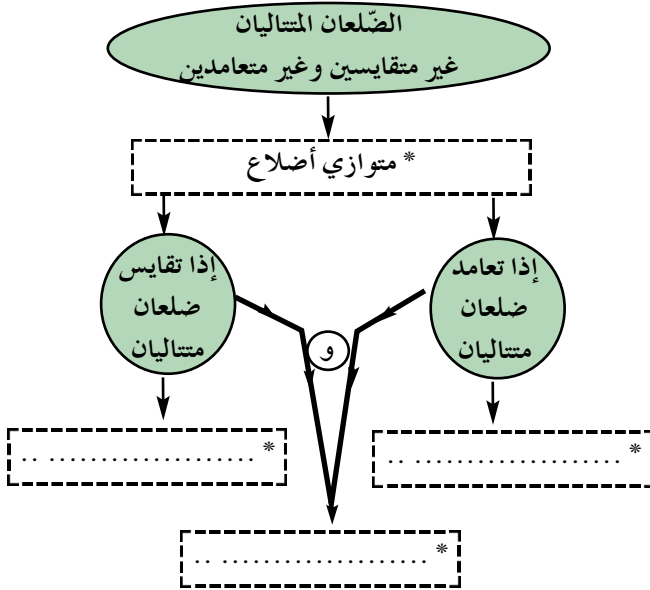 الضّلعان المتتاليان
غير متقايسين وغير متعامدين
* متوازي أضلاع
إذا تعامد
ضلعان
متتاليان
إذا تقايس
ضلعان
متتاليان
و
* .................... ..
* .................... ..
* .................... ..